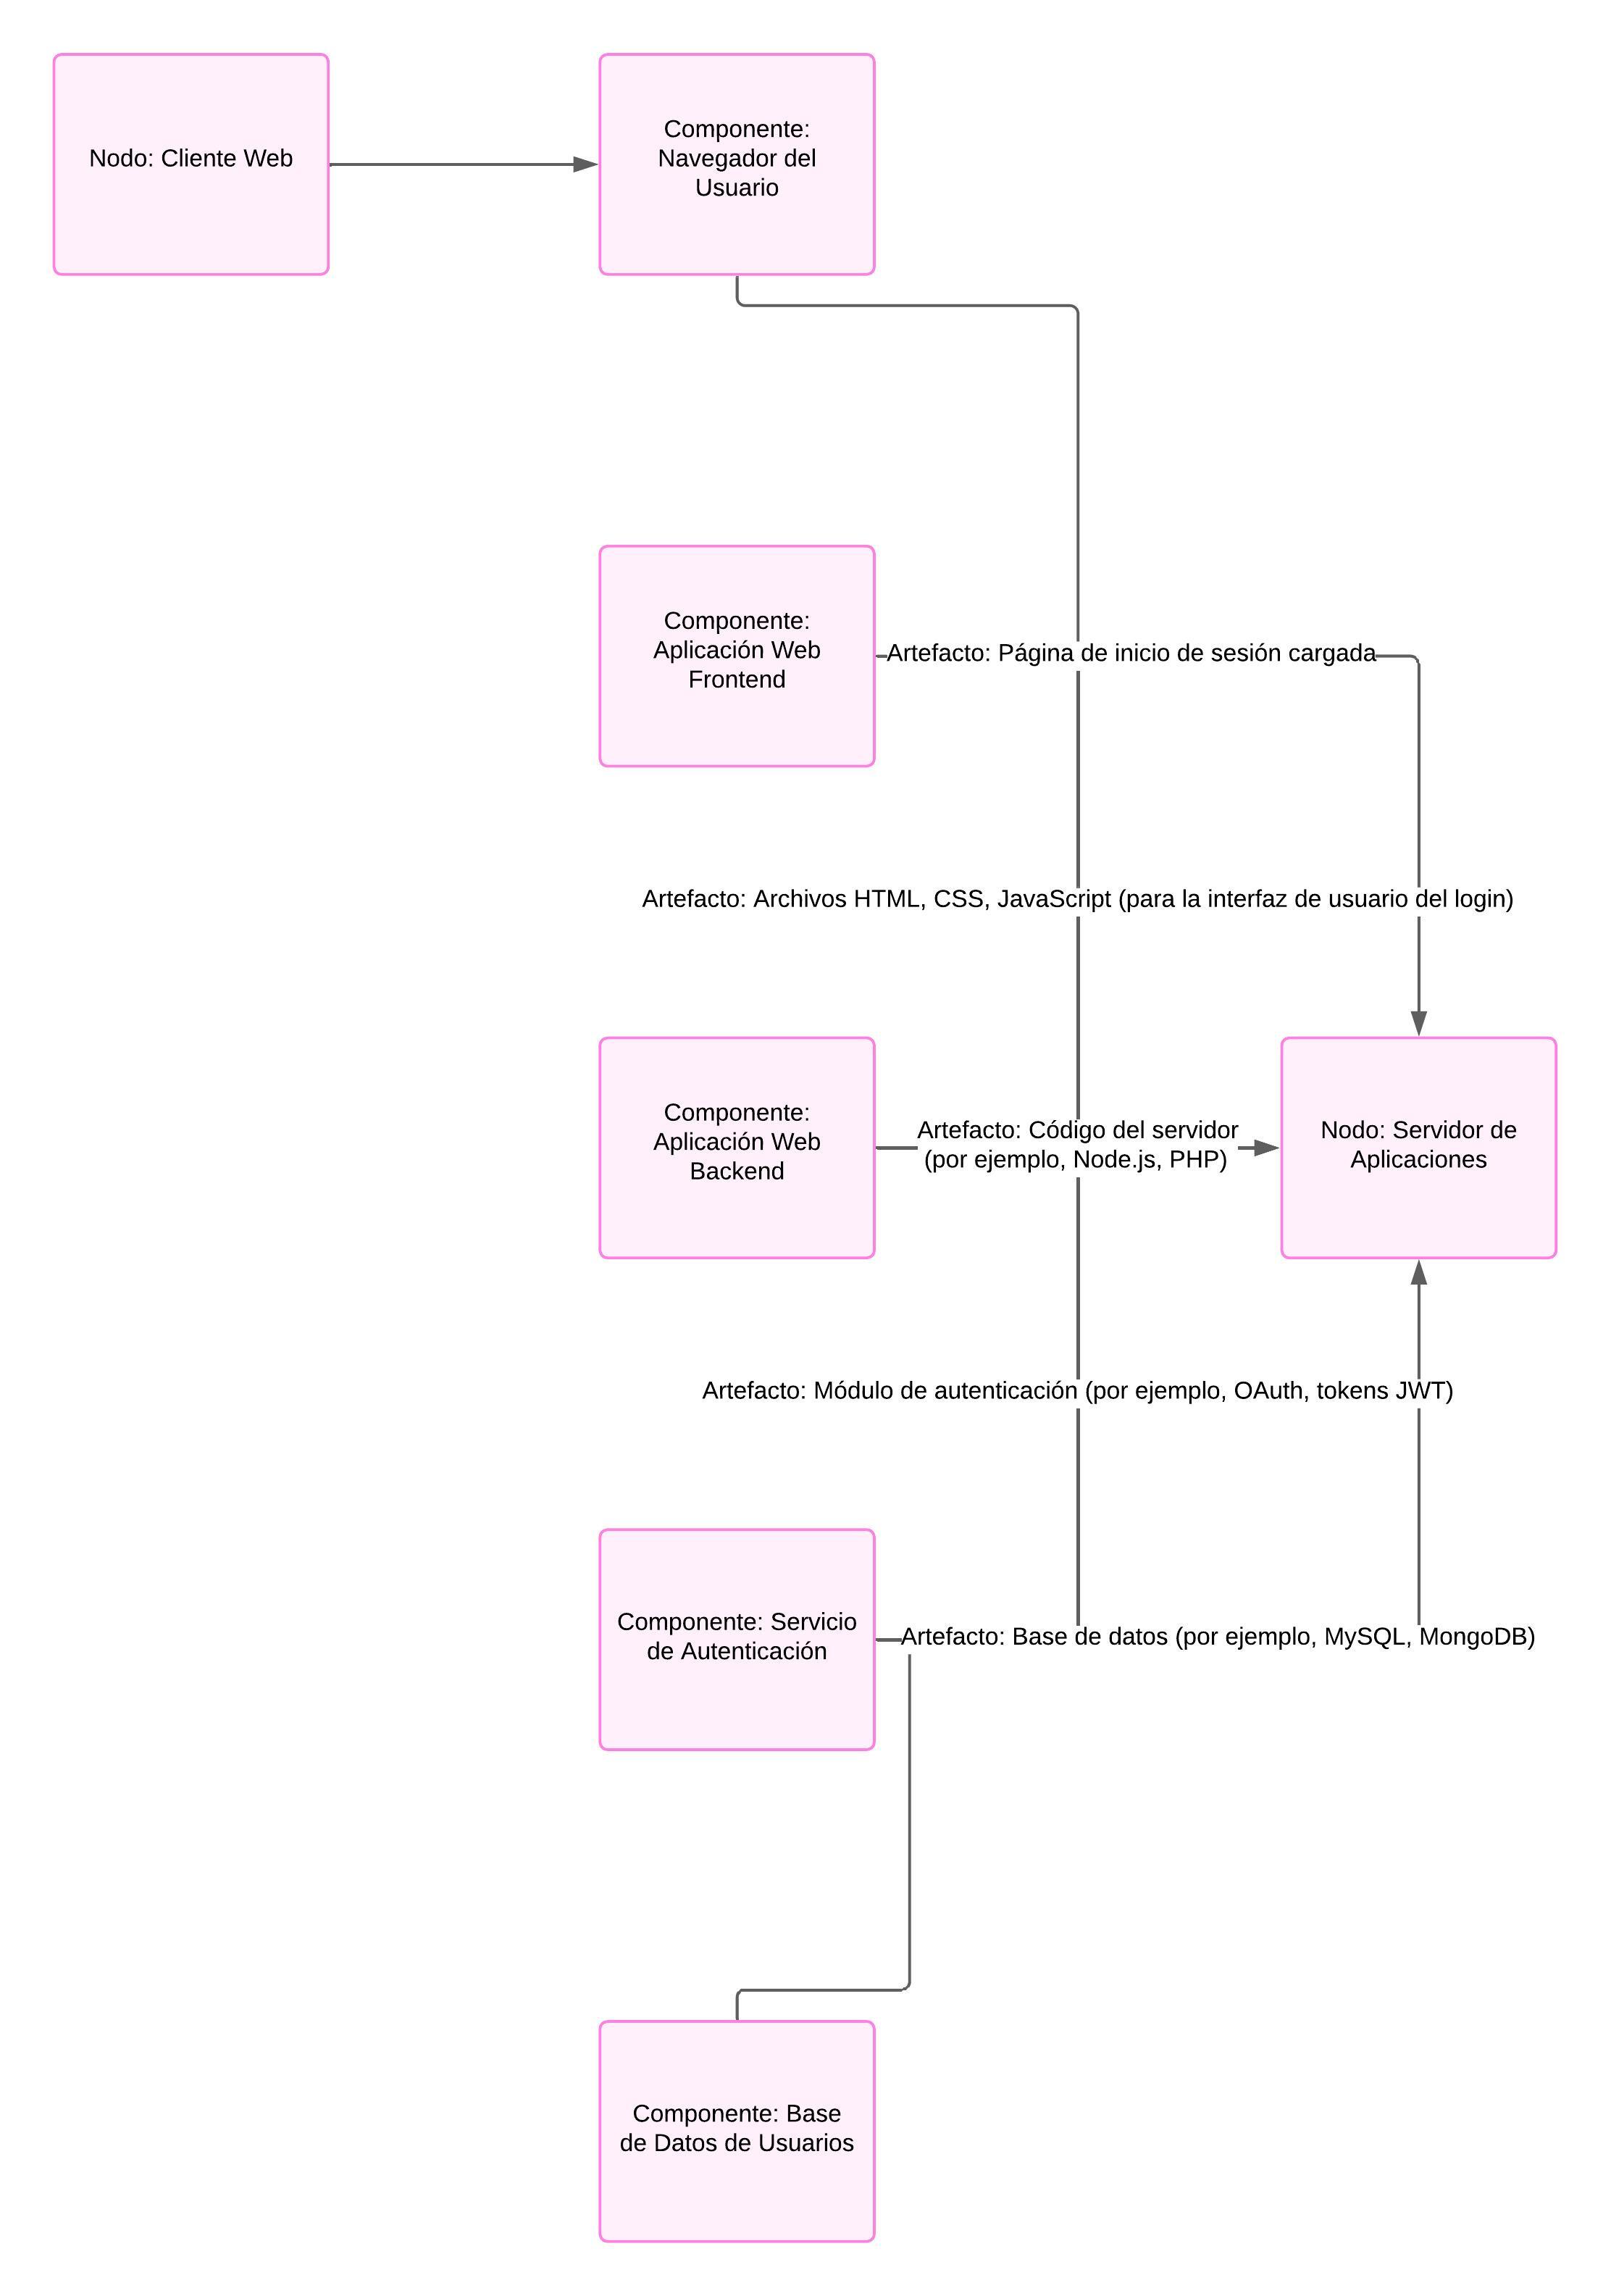 Nodo: Cliente Web
Componente:
Navegador del
Usuario
Componente:
Aplicación Web
Frontend
Artefacto: Página de inicio de sesión cargada
Artefacto: Archivos HTML, CSS, JavaScript (para la interfaz de usuario del login)
Componente:
Aplicación Web
Backend
Artefacto: Código del servidor
(por ejemplo, Node.js, PHP)
Nodo: Servidor de
Aplicaciones
Artefacto: Módulo de autenticación (por ejemplo, OAuth, tokens JWT)
Componente: Servicio
de Autenticación
Artefacto: Base de datos (por ejemplo, MySQL, MongoDB)
Componente: Base
de Datos de Usuarios